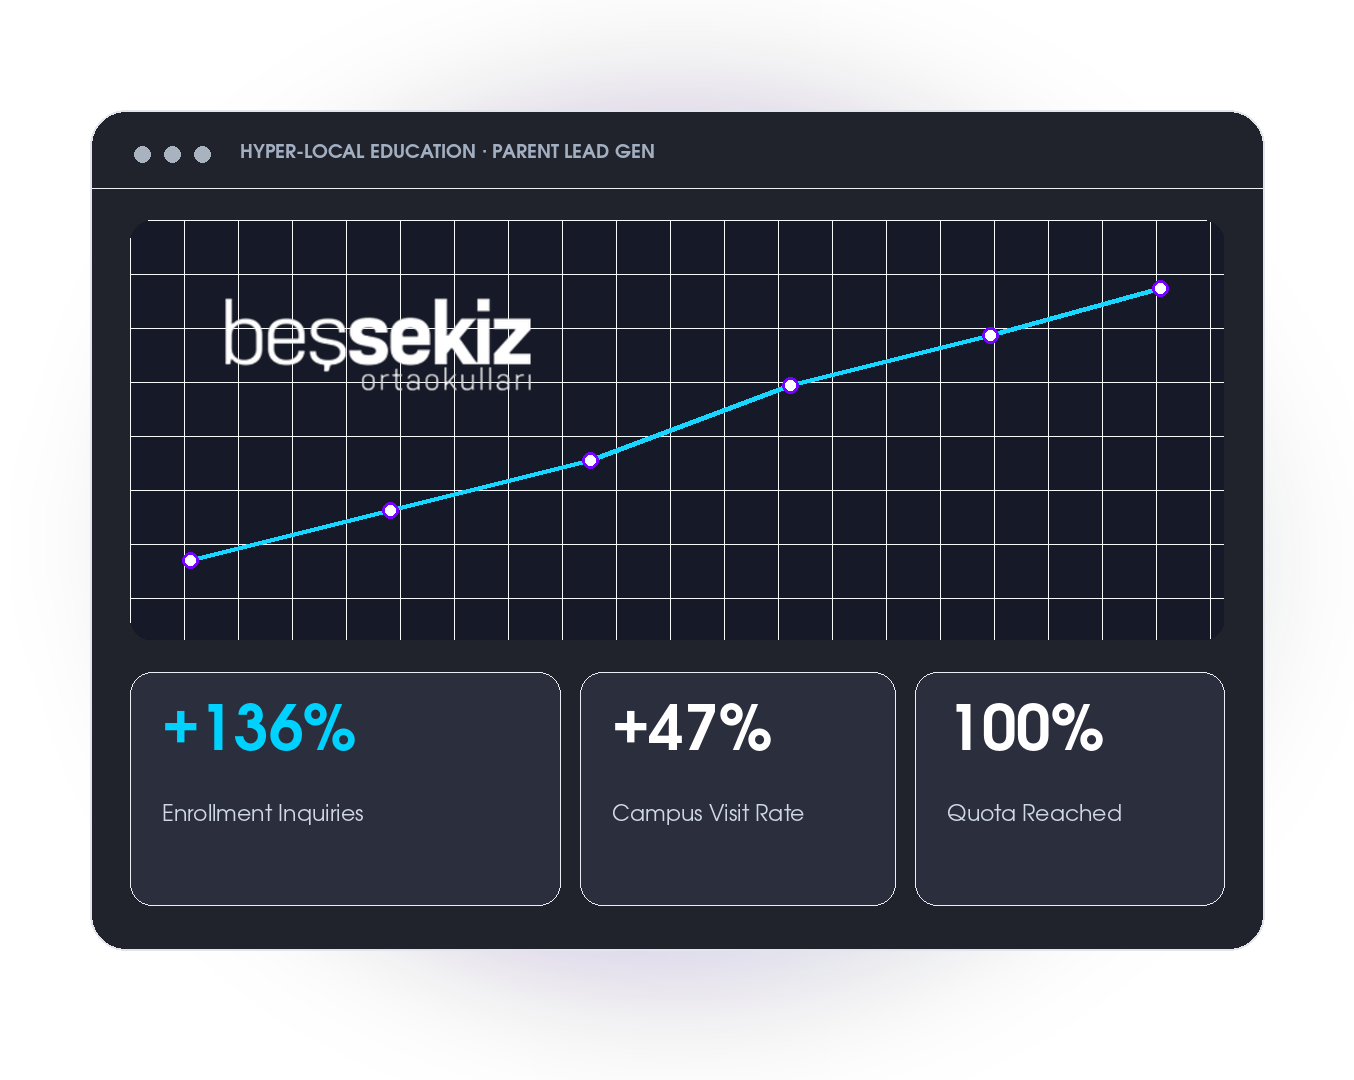 HYPER-LOCAL EDUCATION · PARENT LEAD GEN
beşsekiz
ortaokulları
+136%
Enrollment Inquiries
+47%
Campus Visit Rate
100%
Quota Reached